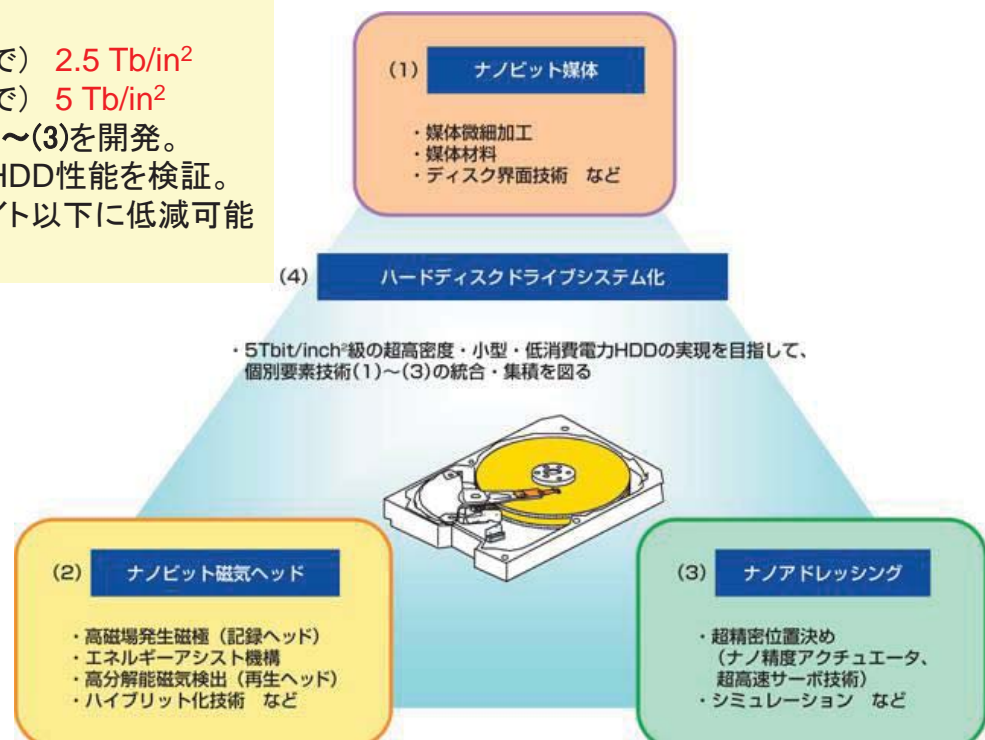 で） 2.5 Tb/in²
で） 5 Tb/in²
～(3)を開発。
HDD性能を検証。
イト以下に低減可能
(1) ナノビット媒体
・媒体微細加工
・媒体材料
・ディスク界面技術　など
(4) ハードディスクドライブシステム化
・5Tbit/inch²級の超高密度・小型・低消費電力HDDの実現を目指して、
個別要素技術(1)～(3)の統合・集積を図る
(2) ナノビット磁気ヘッド
・高磁場発生磁極（記録ヘッド）
・エネルギーアシスト機構
・高分解能磁気検出（再生ヘッド）
・ハイブリット化技術　など
(3) ナノアドレッシング
・超精密位置決め
（ナノ精度アクチュエータ、
超高速サーボ技術）
・シミュレーション　など